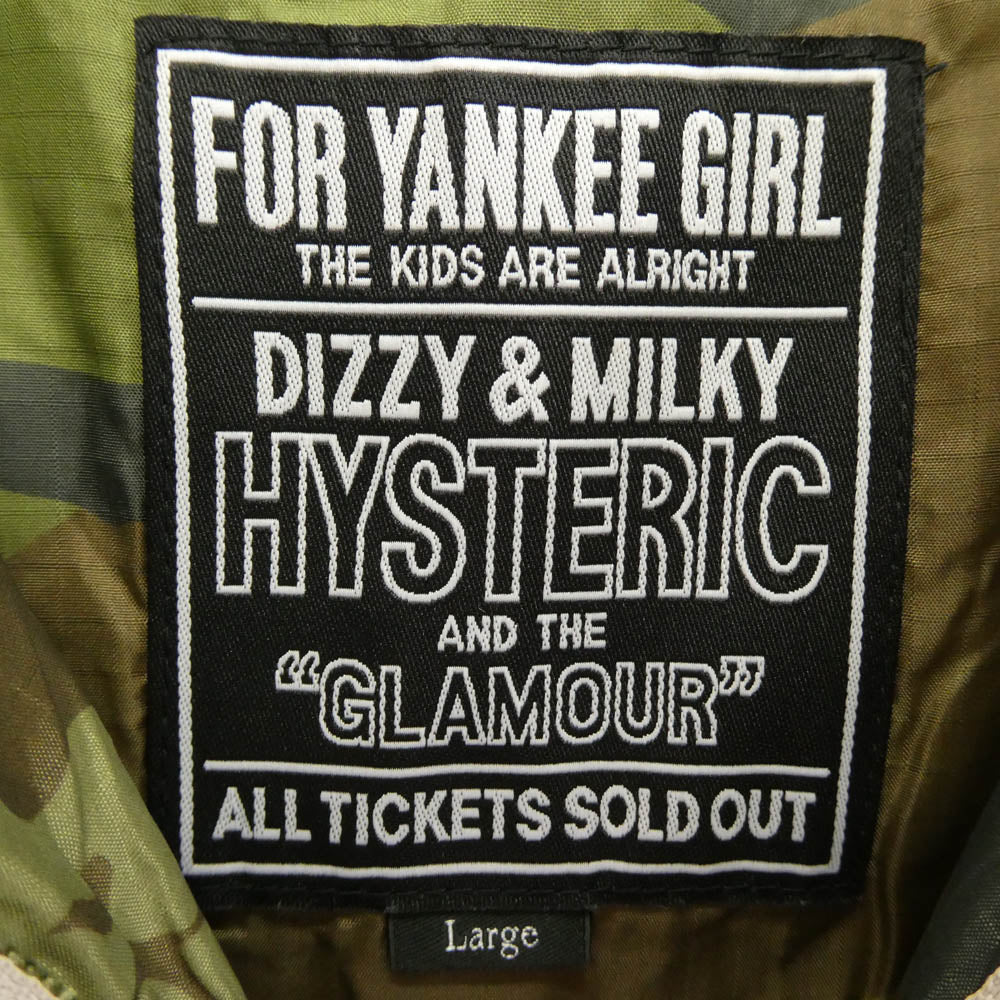 FOR YANKEE GIRL
THE KIDS ARE ALRIGHT
DIZZY & MILKY
HYSTERIC
AND THE
“GLAMOUR”
ALL TICKETS SOLD OUT
Large